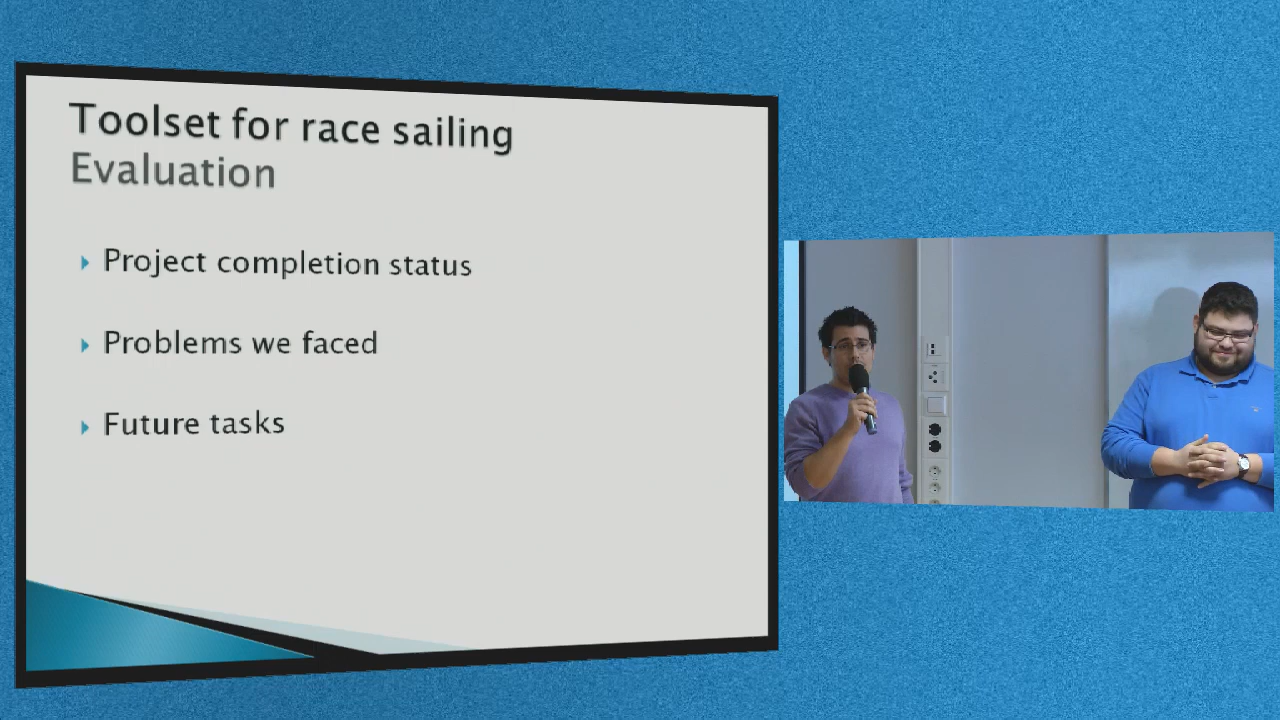 Toolset for race sailing
Evaluation
Project completion status
Problems we faced
Future tasks